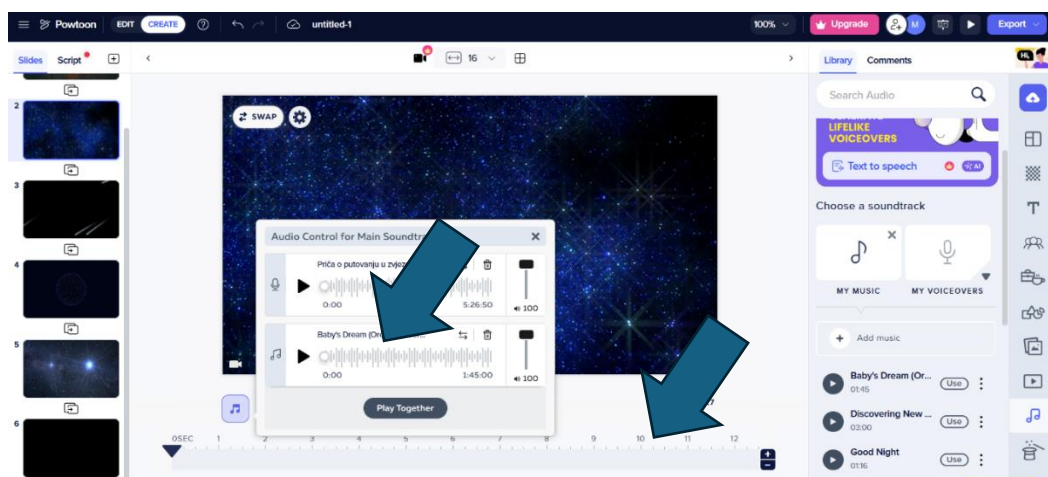 Powtoon EDIT CREATE untitled-1 100% Upgrade M Export
Slides Script 16 Library Comments Hi,
Search Audio
LIFELIKE
VOICEOVERS
Text to speech AI
Choose a soundtrack
MY MUSIC MY VOICEOVERS
Add music
Baby's Dream (Or...
01:45
Use
Discovering New ...
03:00
Use
Good Night
01:16
Use
2
3
4
5
6
SWAP
Audio Control for Main
Priča o putovanju u
0:00 5:26:50 100
Baby's Dream
0:00 1:45:00 100
Play Together
0SEC 1 2 3 4 5 6 7 8 9 10 11 12